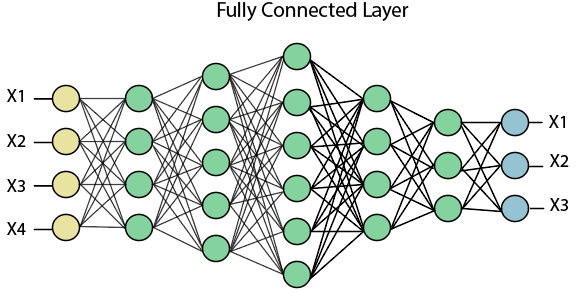 Fully Connected Layer
X1
X2
X3
X4
X1
X2
X3